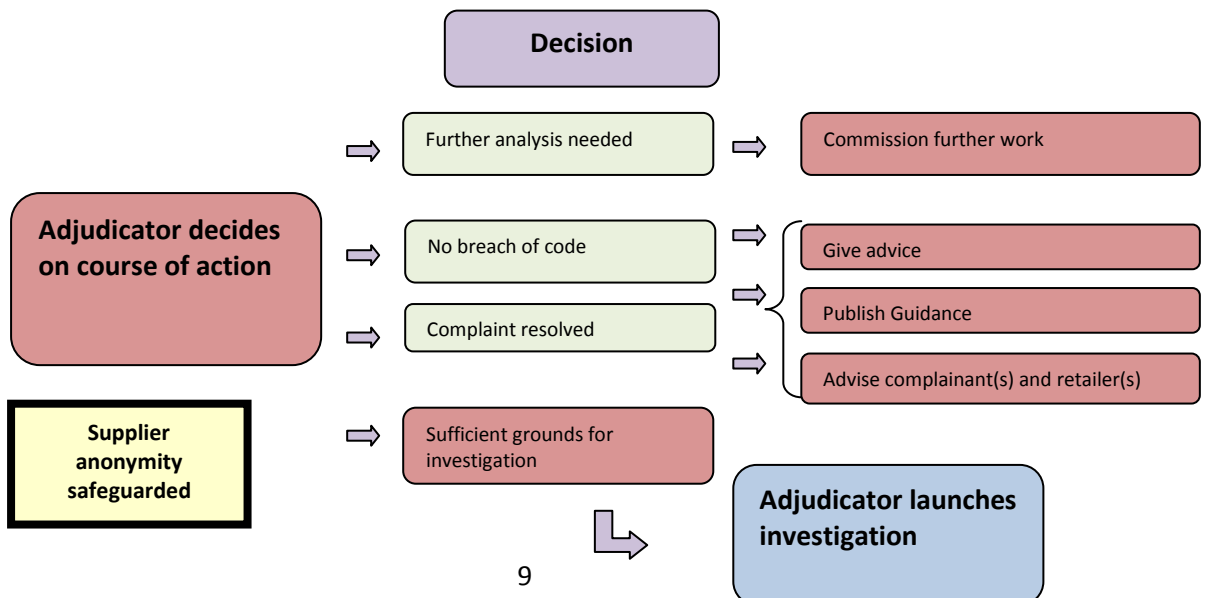 Decision
Further analysis needed
Commission further work
Adjudicator decides
on course of action
No breach of code
Give advice
Complaint resolved
Publish Guidance
Advise complainant(s) and retailer(s)
Supplier
anonymity
safeguarded
Sufficient grounds for
investigation
Adjudicator launches
investigation
9